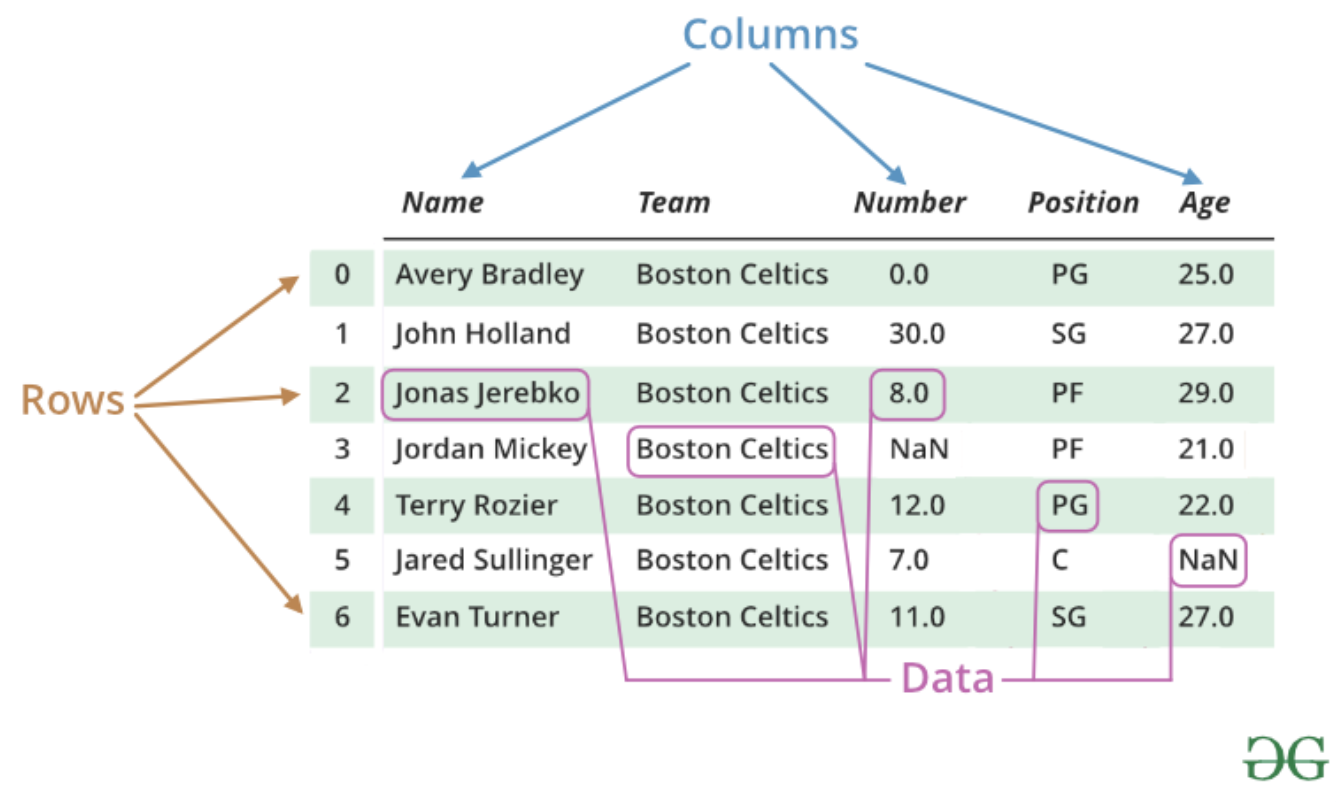 Columns
Name Team Number Position Age
0 Avery Bradley Boston Celtics 0.0 PG 25.0
1 John Holland Boston Celtics 30.0 SG 27.0
Rows
2 Jonas Jerebko Boston Celtics 8.0 PF 29.0
3 Jordan Mickey Boston Celtics NaN PF 21.0
4 Terry Rozier Boston Celtics 12.0 PG 22.0
5 Jared Sullinger Boston Celtics 7.0 C NaN
6 Evan Turner Boston Celtics 11.0 SG 27.0
Data